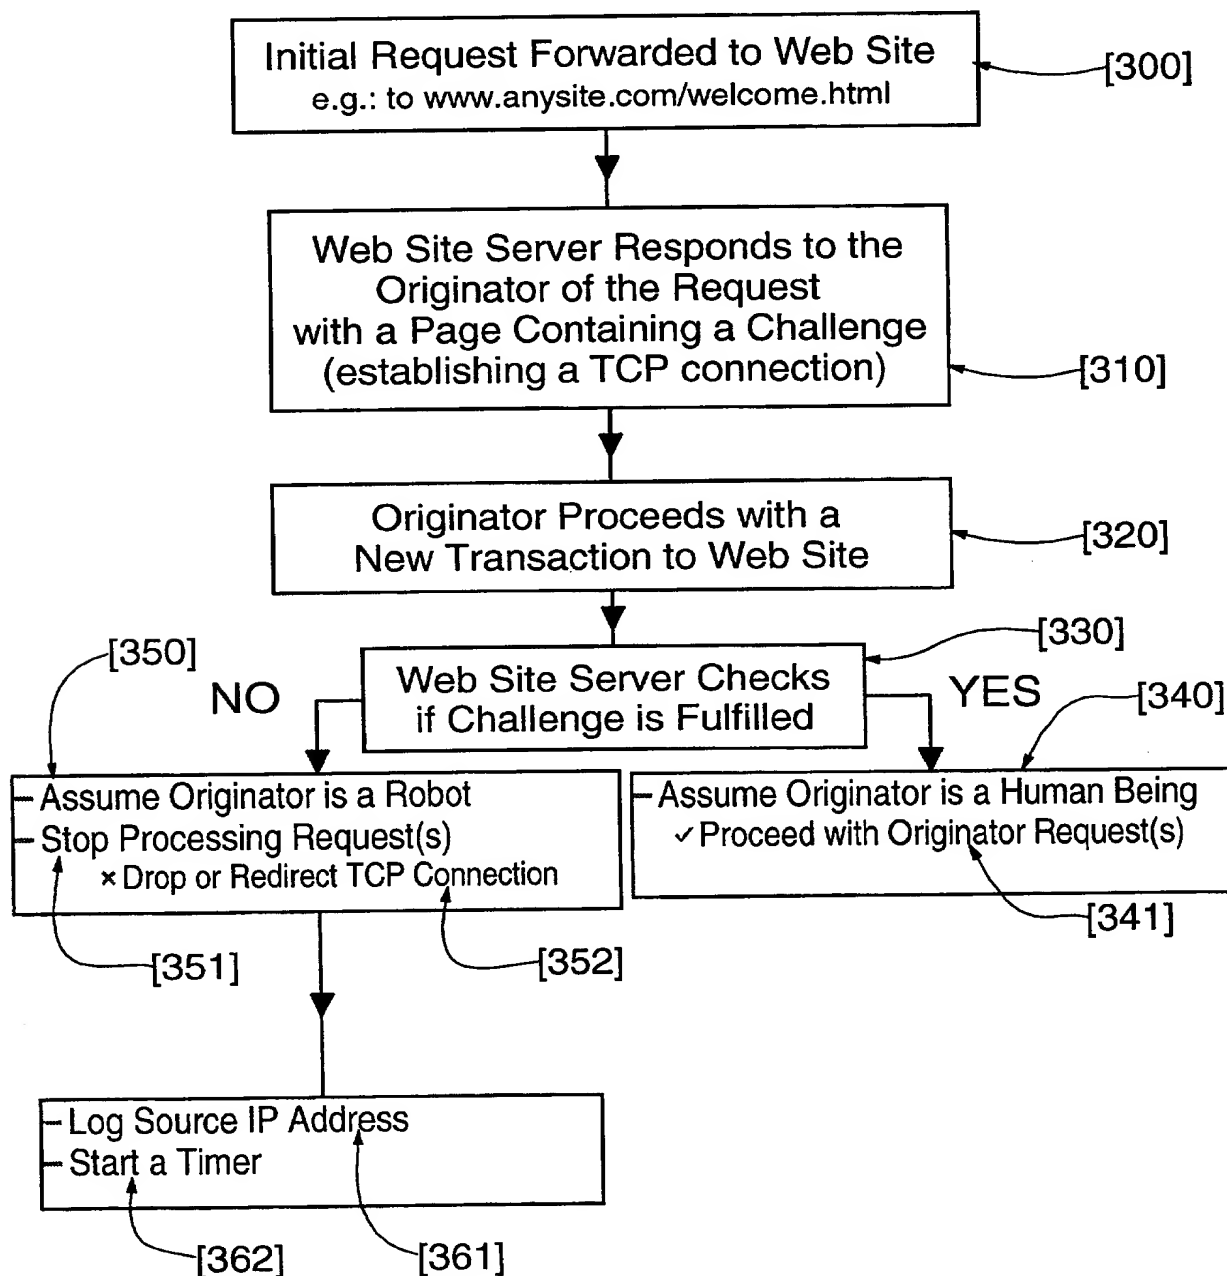 Initial Request Forwarded to Web Site
e.g.: to www.anysite.com/welcome.html
[300]
Web Site Server Responds to the
Originator of the Request
with a Page Containing a Challenge
(establishing a TCP connection)
[310]
Originator Proceeds with a
New Transaction to Web Site
[320]
[330]
Web Site Server Checks
if Challenge is Fulfilled
[350]
NO
YES
[340]
– Assume Originator is a Robot
– Stop Processing Request(s)
× Drop or Redirect TCP Connection
[351]
[352]
– Assume Originator is a Human Being
✓ Proceed with Originator Request(s)
[341]
– Log Source IP Address
– Start a Timer
[362]
[361]